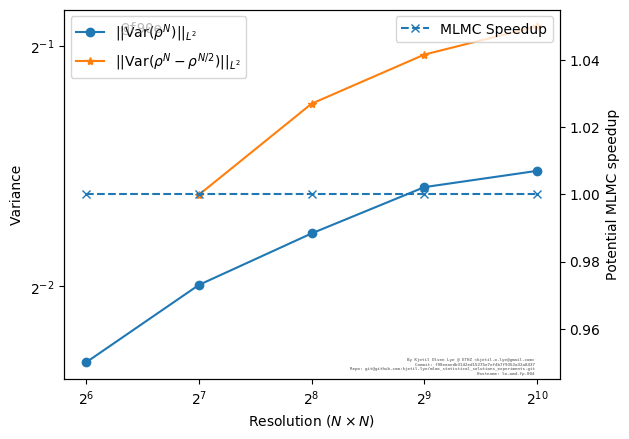 ||Var(ρ^N)||_{L^2}
||Var(ρ^N − ρ^{N/2})||_{L^2}
MLMC Speedup
2^{-1}
2^{-2}
Variance
1.04
1.02
1.00
0.98
0.96
Potential MLMC speedup
2^6
2^7
2^8
2^9
2^{10}
Resolution (N × N)